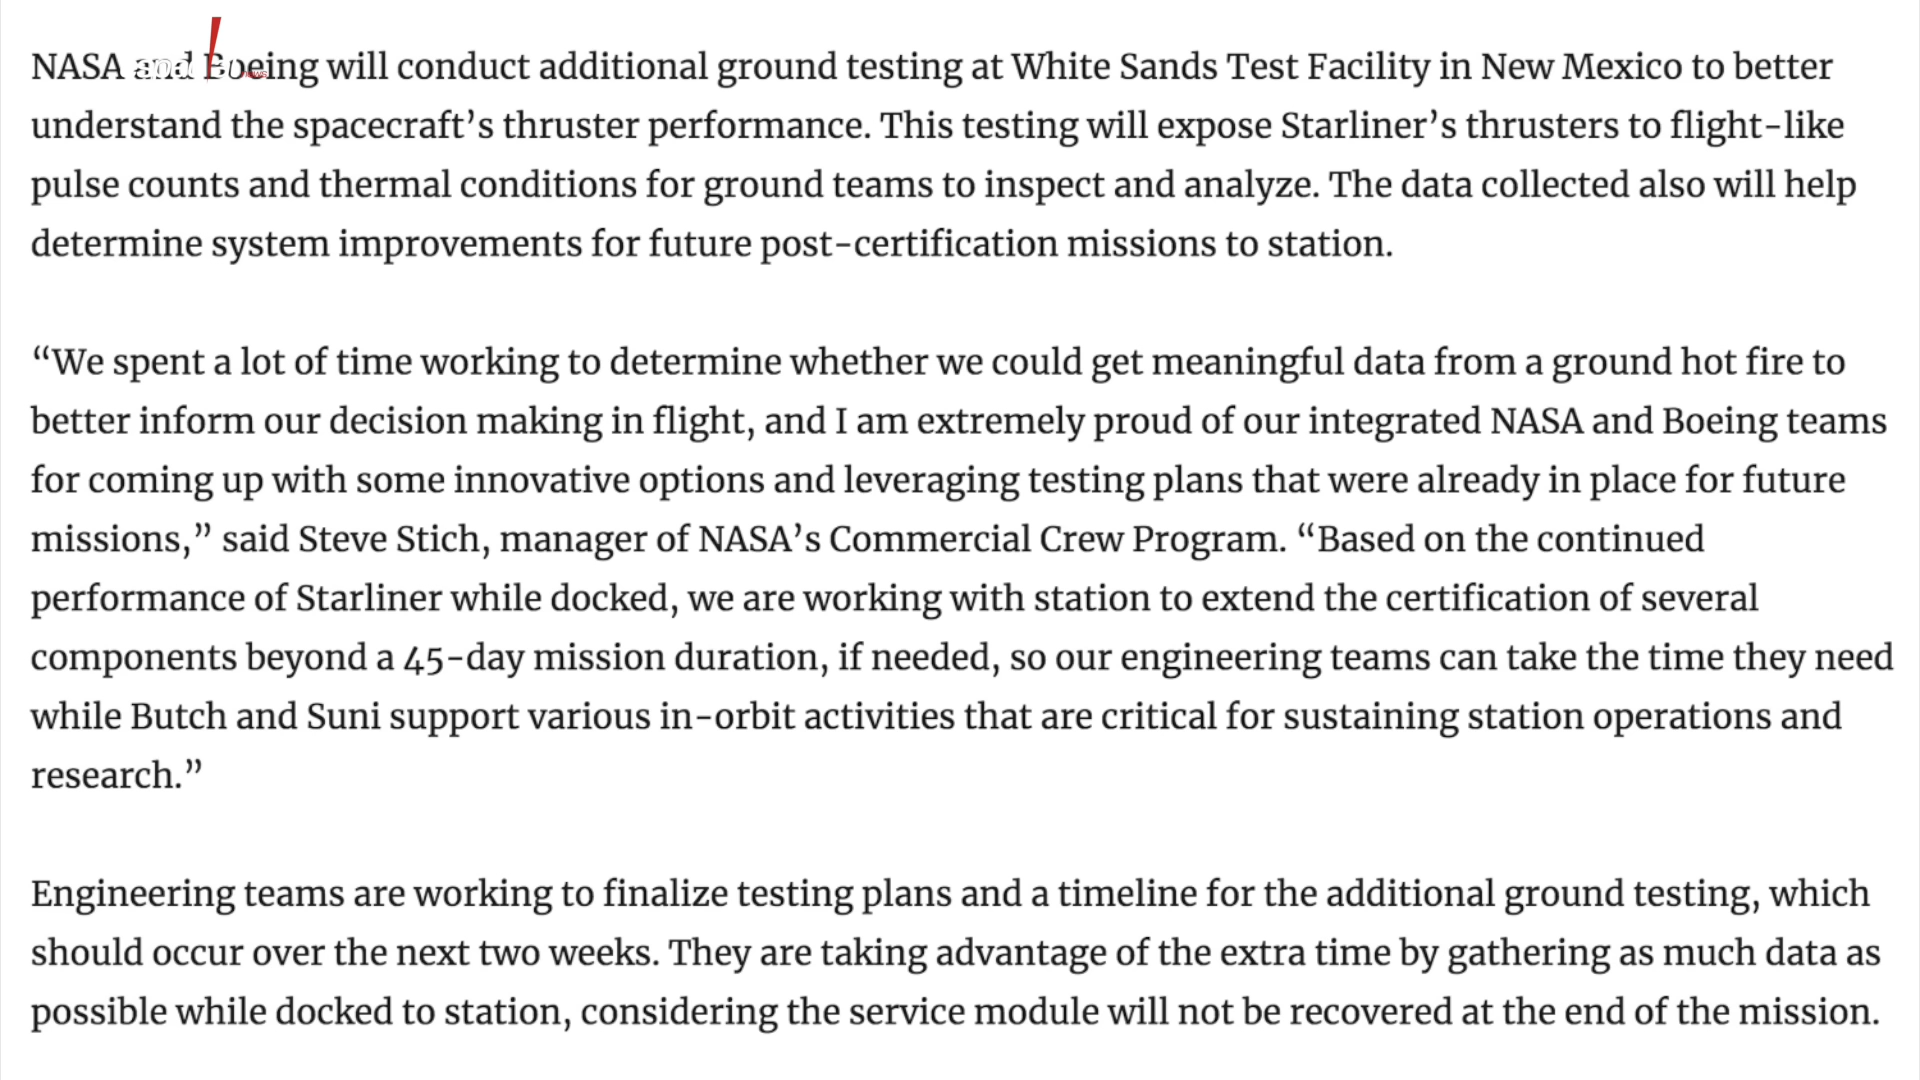 NASA and Boeing will conduct additional ground testing at White Sands Test Facility in New Mexico to better
understand the spacecraft’s thruster performance. This testing will expose Starliner’s thrusters to flight-like
pulse counts and thermal conditions for ground teams to inspect and analyze. The data collected also will help
determine system improvements for future post-certification missions to station.
“We spent a lot of time working to determine whether we could get meaningful data from a ground hot fire to
better inform our decision making in flight, and I am extremely proud of our integrated NASA and Boeing teams
for coming up with some innovative options and leveraging testing plans that were already in place for future
missions,” said Steve Stich, manager of NASA’s Commercial Crew Program. “Based on the continued
performance of Starliner while docked, we are working with station to extend the certification of several
components beyond a 45-day mission duration, if needed, so our engineering teams can take the time they need
while Butch and Suni support various in-orbit activities that are critical for sustaining station operations and
research.”
Engineering teams are working to finalize testing plans and a timeline for the additional ground testing, which
should occur over the next two weeks. They are taking advantage of the extra time by gathering as much data as
possible while docked to station, considering the service module will not be recovered at the end of the mission.